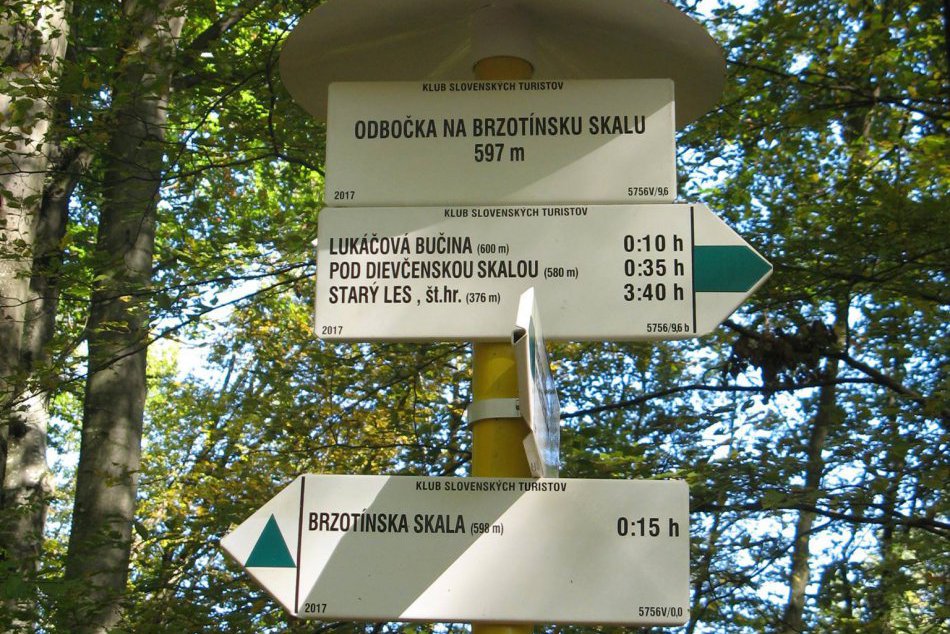 KLUB SLOVENSKÝCH TURISTOV
ODBOČKA NA BRZOTÍNSKU SKALU
597 m
2017 5756V/9,6
KLUB SLOVENSKÝCH TURISTOV
LUKÁČOVÁ BUČINA (600 m) 0:10 h
POD DIEVČENSKOU SKALOU (580 m) 0:35 h
STARÝ LES , št.hr. (376 m) 3:40 h
2017 5756/9,6 b
KLUB SLOVENSKÝCH TURISTOV
BRZOTÍNSKA SKALA (598 m) 0:15 h
2017 5756V/0,0